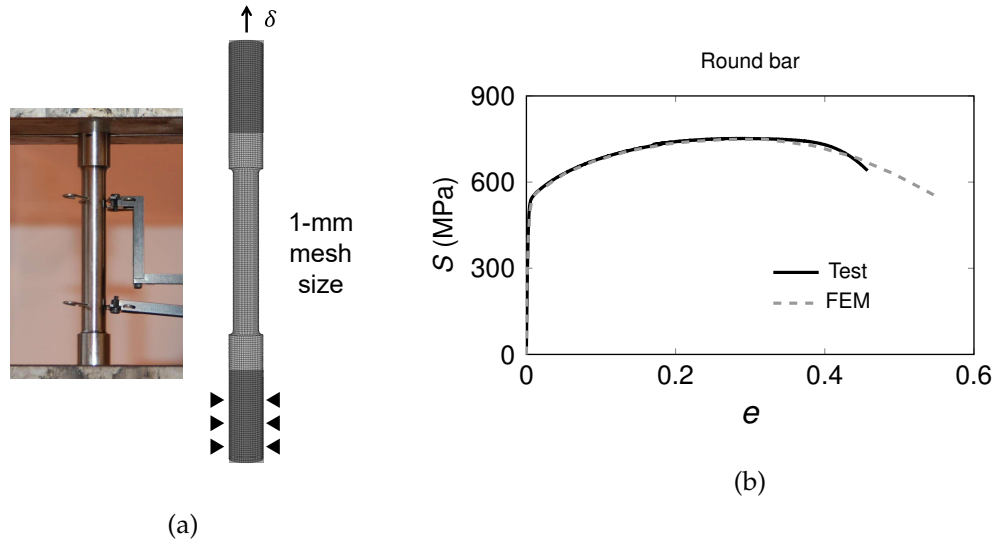 δ
1-mm
mesh
size
(a)
Round bar
900
600
300
0
S (MPa)
Test
FEM
0
0.2
0.4
0.6
e
(b)